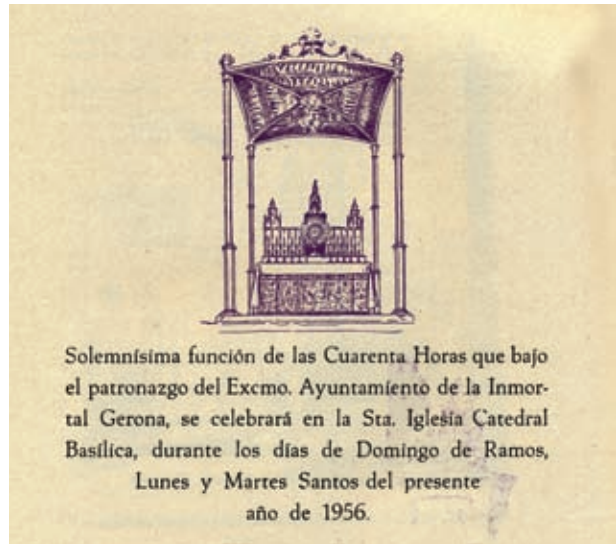 Solemnísima función de las Cuarenta Horas que bajo
el patronazgo del Excmo. Ayuntamiento de la Inmor-
tal Gerona, se celebrará en la Sta. Iglesia Catedral
Basílica, durante los días de Domingo de Ramos,
Lunes y Martes Santos del presente
año de 1956.